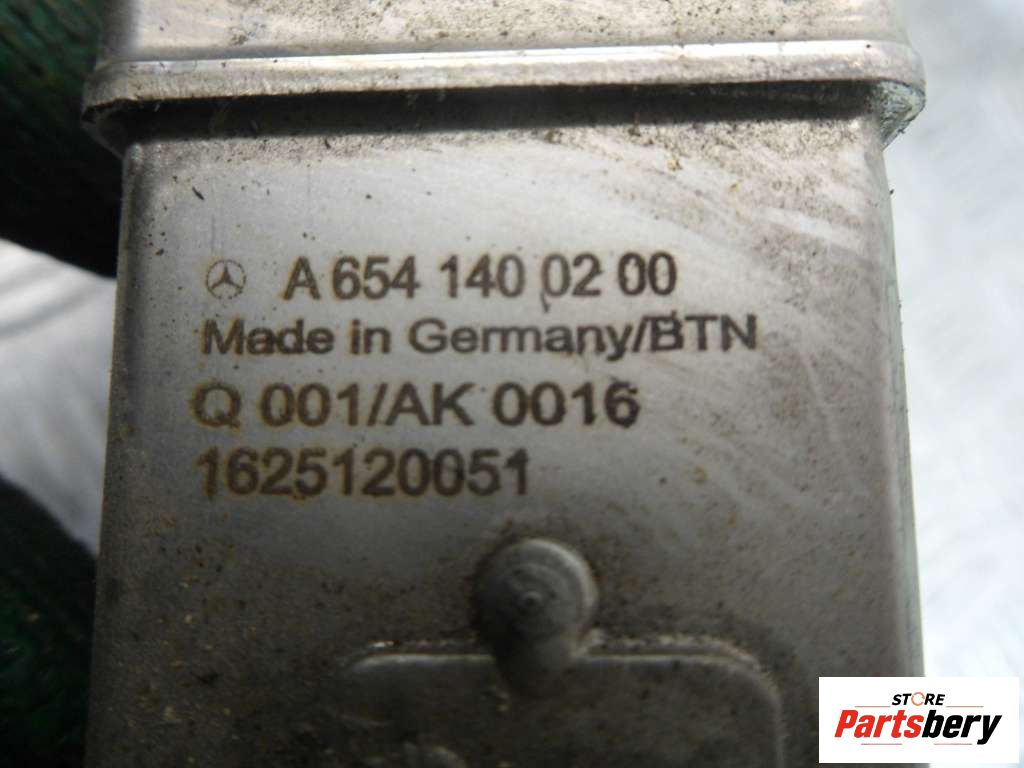 A 654 140 02 00
Made in Germany/BTN
Q 001/AK 0016
1625120051
STORE
Partsbery